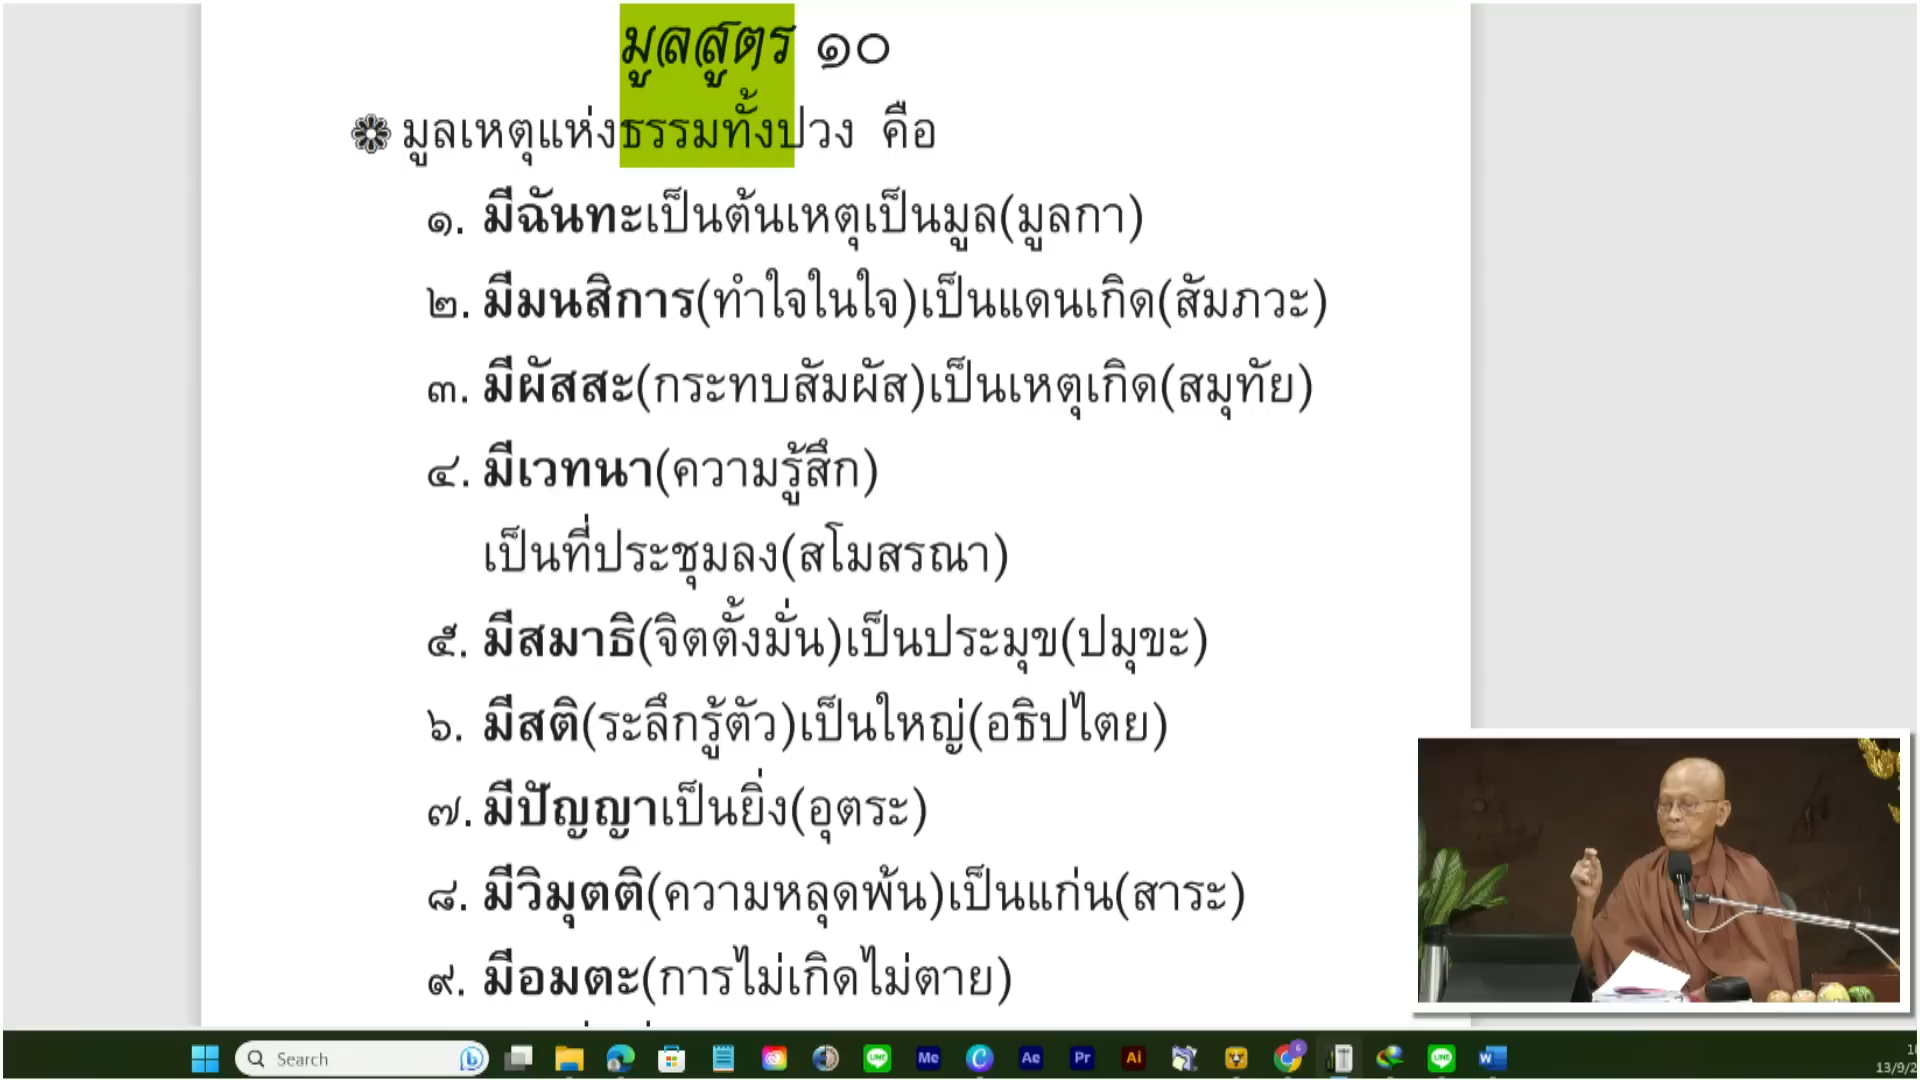 มูลสูตร ๑๐
มูลเหตุแห่งธรรมทั้งปวง คือ
๑. มีฉันทะเป็นต้นเหตุเป็นมูล(มูลกา)
๒. มีมนสิการ(ทำใจในใจ)เป็นแดนเกิด(สัมภวะ)
๓. มีผัสสะ(กระทบสัมผัส)เป็นเหตุเกิด(สมุทัย)
๔. มีเวทนา(ความรู้สึก)
เป็นที่ประชุมลง(สโมสรณา)
๕. มีสมาธิ(จิตตั้งมั่น)เป็นประมุข(ปมุขะ)
๖. มีสติ(ระลึกรู้ตัว)เป็นใหญ่(อธิปไตย)
๗. มีปัญญาเป็นยิ่ง(อุตระ)
๘. มีวิมุตติ(ความหลุดพ้น)เป็นแก่น(สาระ)
๙. มีอมตะ(การไม่เกิดไม่ตาย)
Search
LINE
Me
C
Ae
Pr
Ai
6
LINE
W
13/9/2